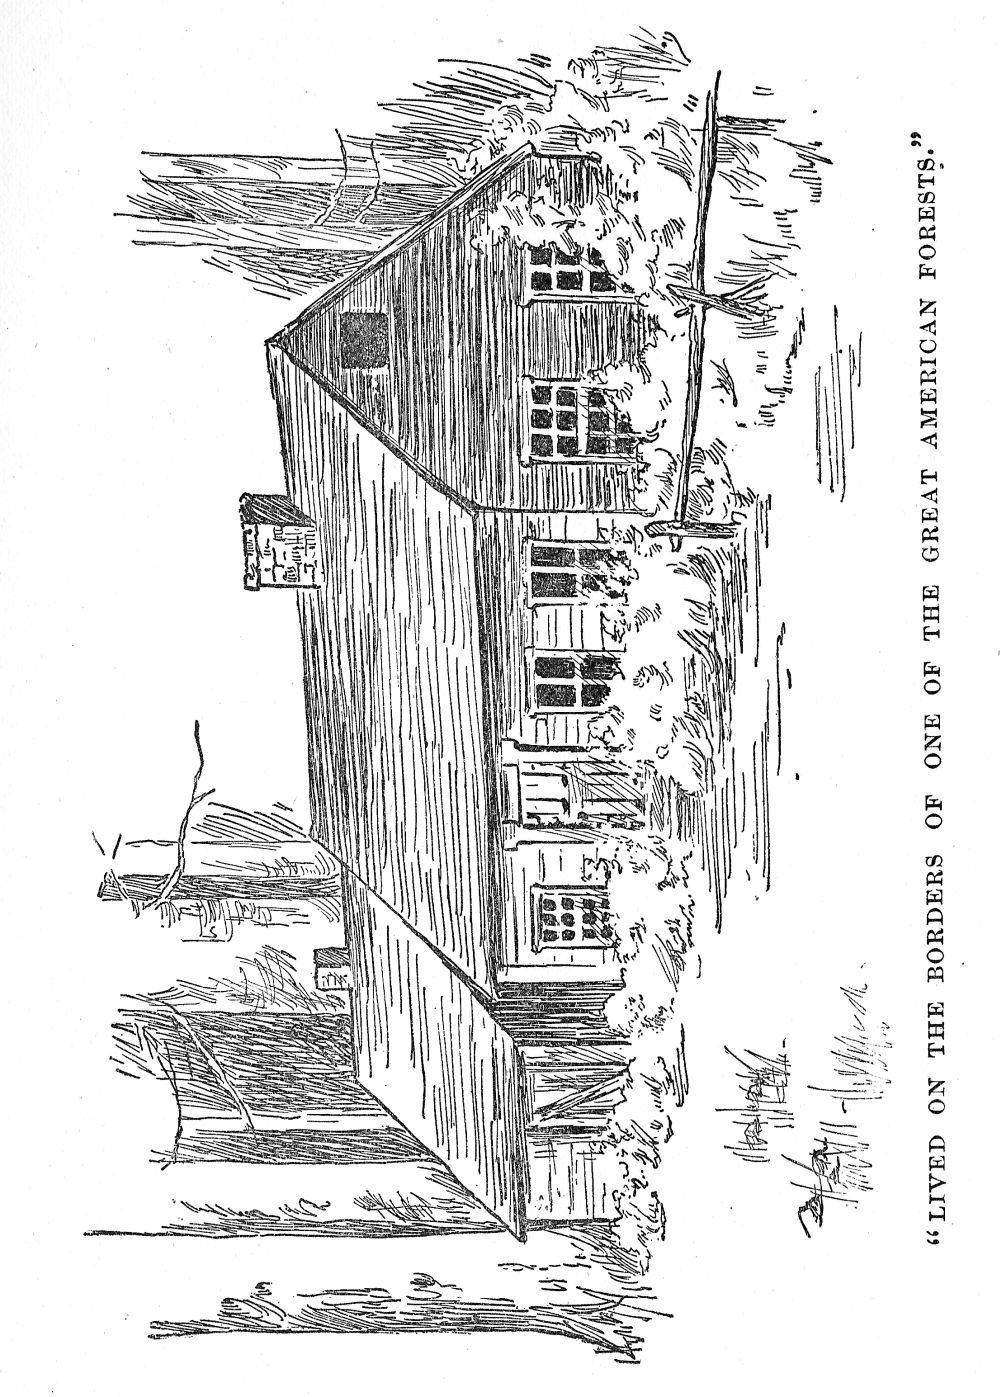 “LIVED ON THE BORDERS OF ONE OF THE GREAT AMERICAN FORESTS.”